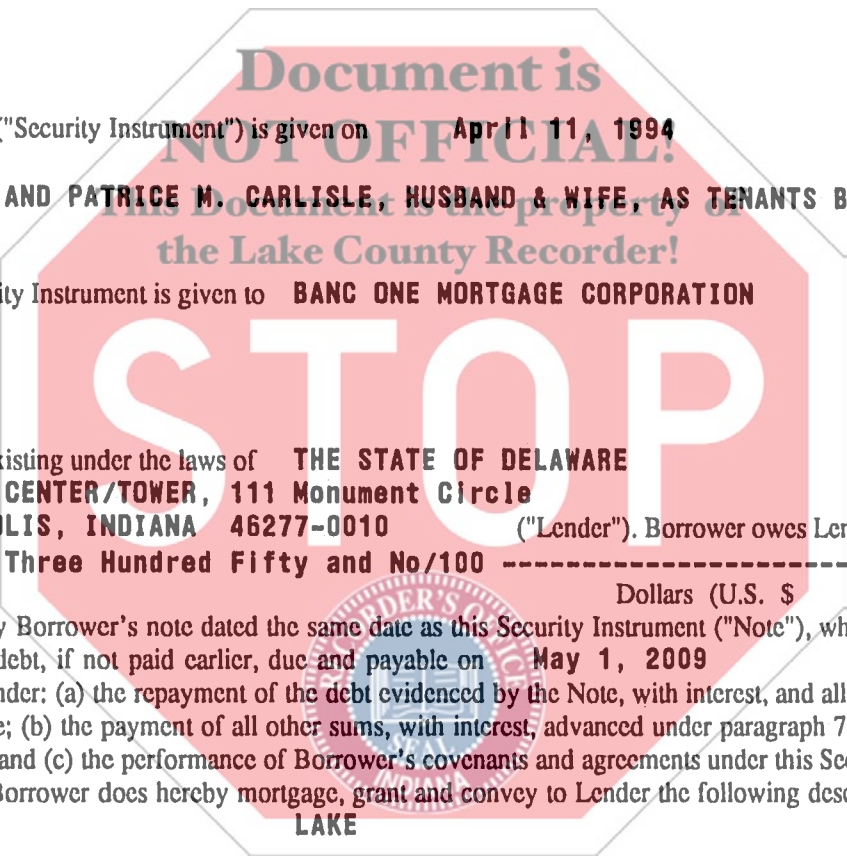 Document is
("Security Instrument") is given on April 11, 1994
NOT OFFICIAL!
AND PATRICE M. CARLISLE, HUSBAND & WIFE, AS TENANTS B
This Document is the property of
the Lake County Recorder!
ity Instrument is given to BANC ONE MORTGAGE CORPORATION
STOP
xisting under the laws of THE STATE OF DELAWARE
CENTER/TOWER, 111 Monument Circle
OLIS, INDIANA 46277-0010 ("Lender"). Borrower owes Len
Three Hundred Fifty and No/100 ------------------------
Dollars (U.S. $
y Borrower's note dated the same date as this Security Instrument ("Note"), wh
debt, if not paid earlier, due and payable on May 1, 2009
nder: (a) the repayment of the debt evidenced by the Note, with interest, and all
e; (b) the payment of all other sums, with interest, advanced under paragraph 7
and (c) the performance of Borrower's covenants and agreements under this Sec
Borrower does hereby mortgage, grant and convey to Lender the following desc
LAKE
RECORDER'S OFFICE
SEAL
INDIANA